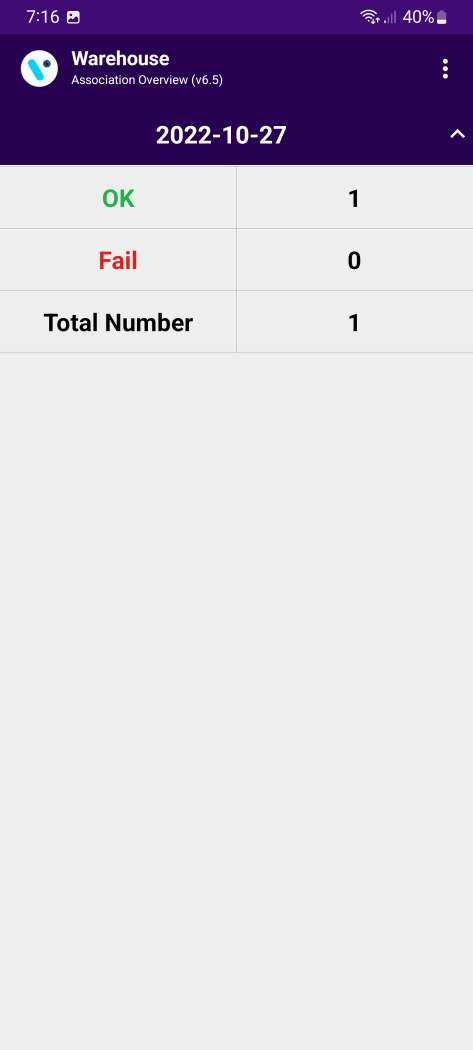 7:16 40%
Warehouse
Association Overview (v6.5)
2022-10-27
OK 1
Fail 0
Total Number 1